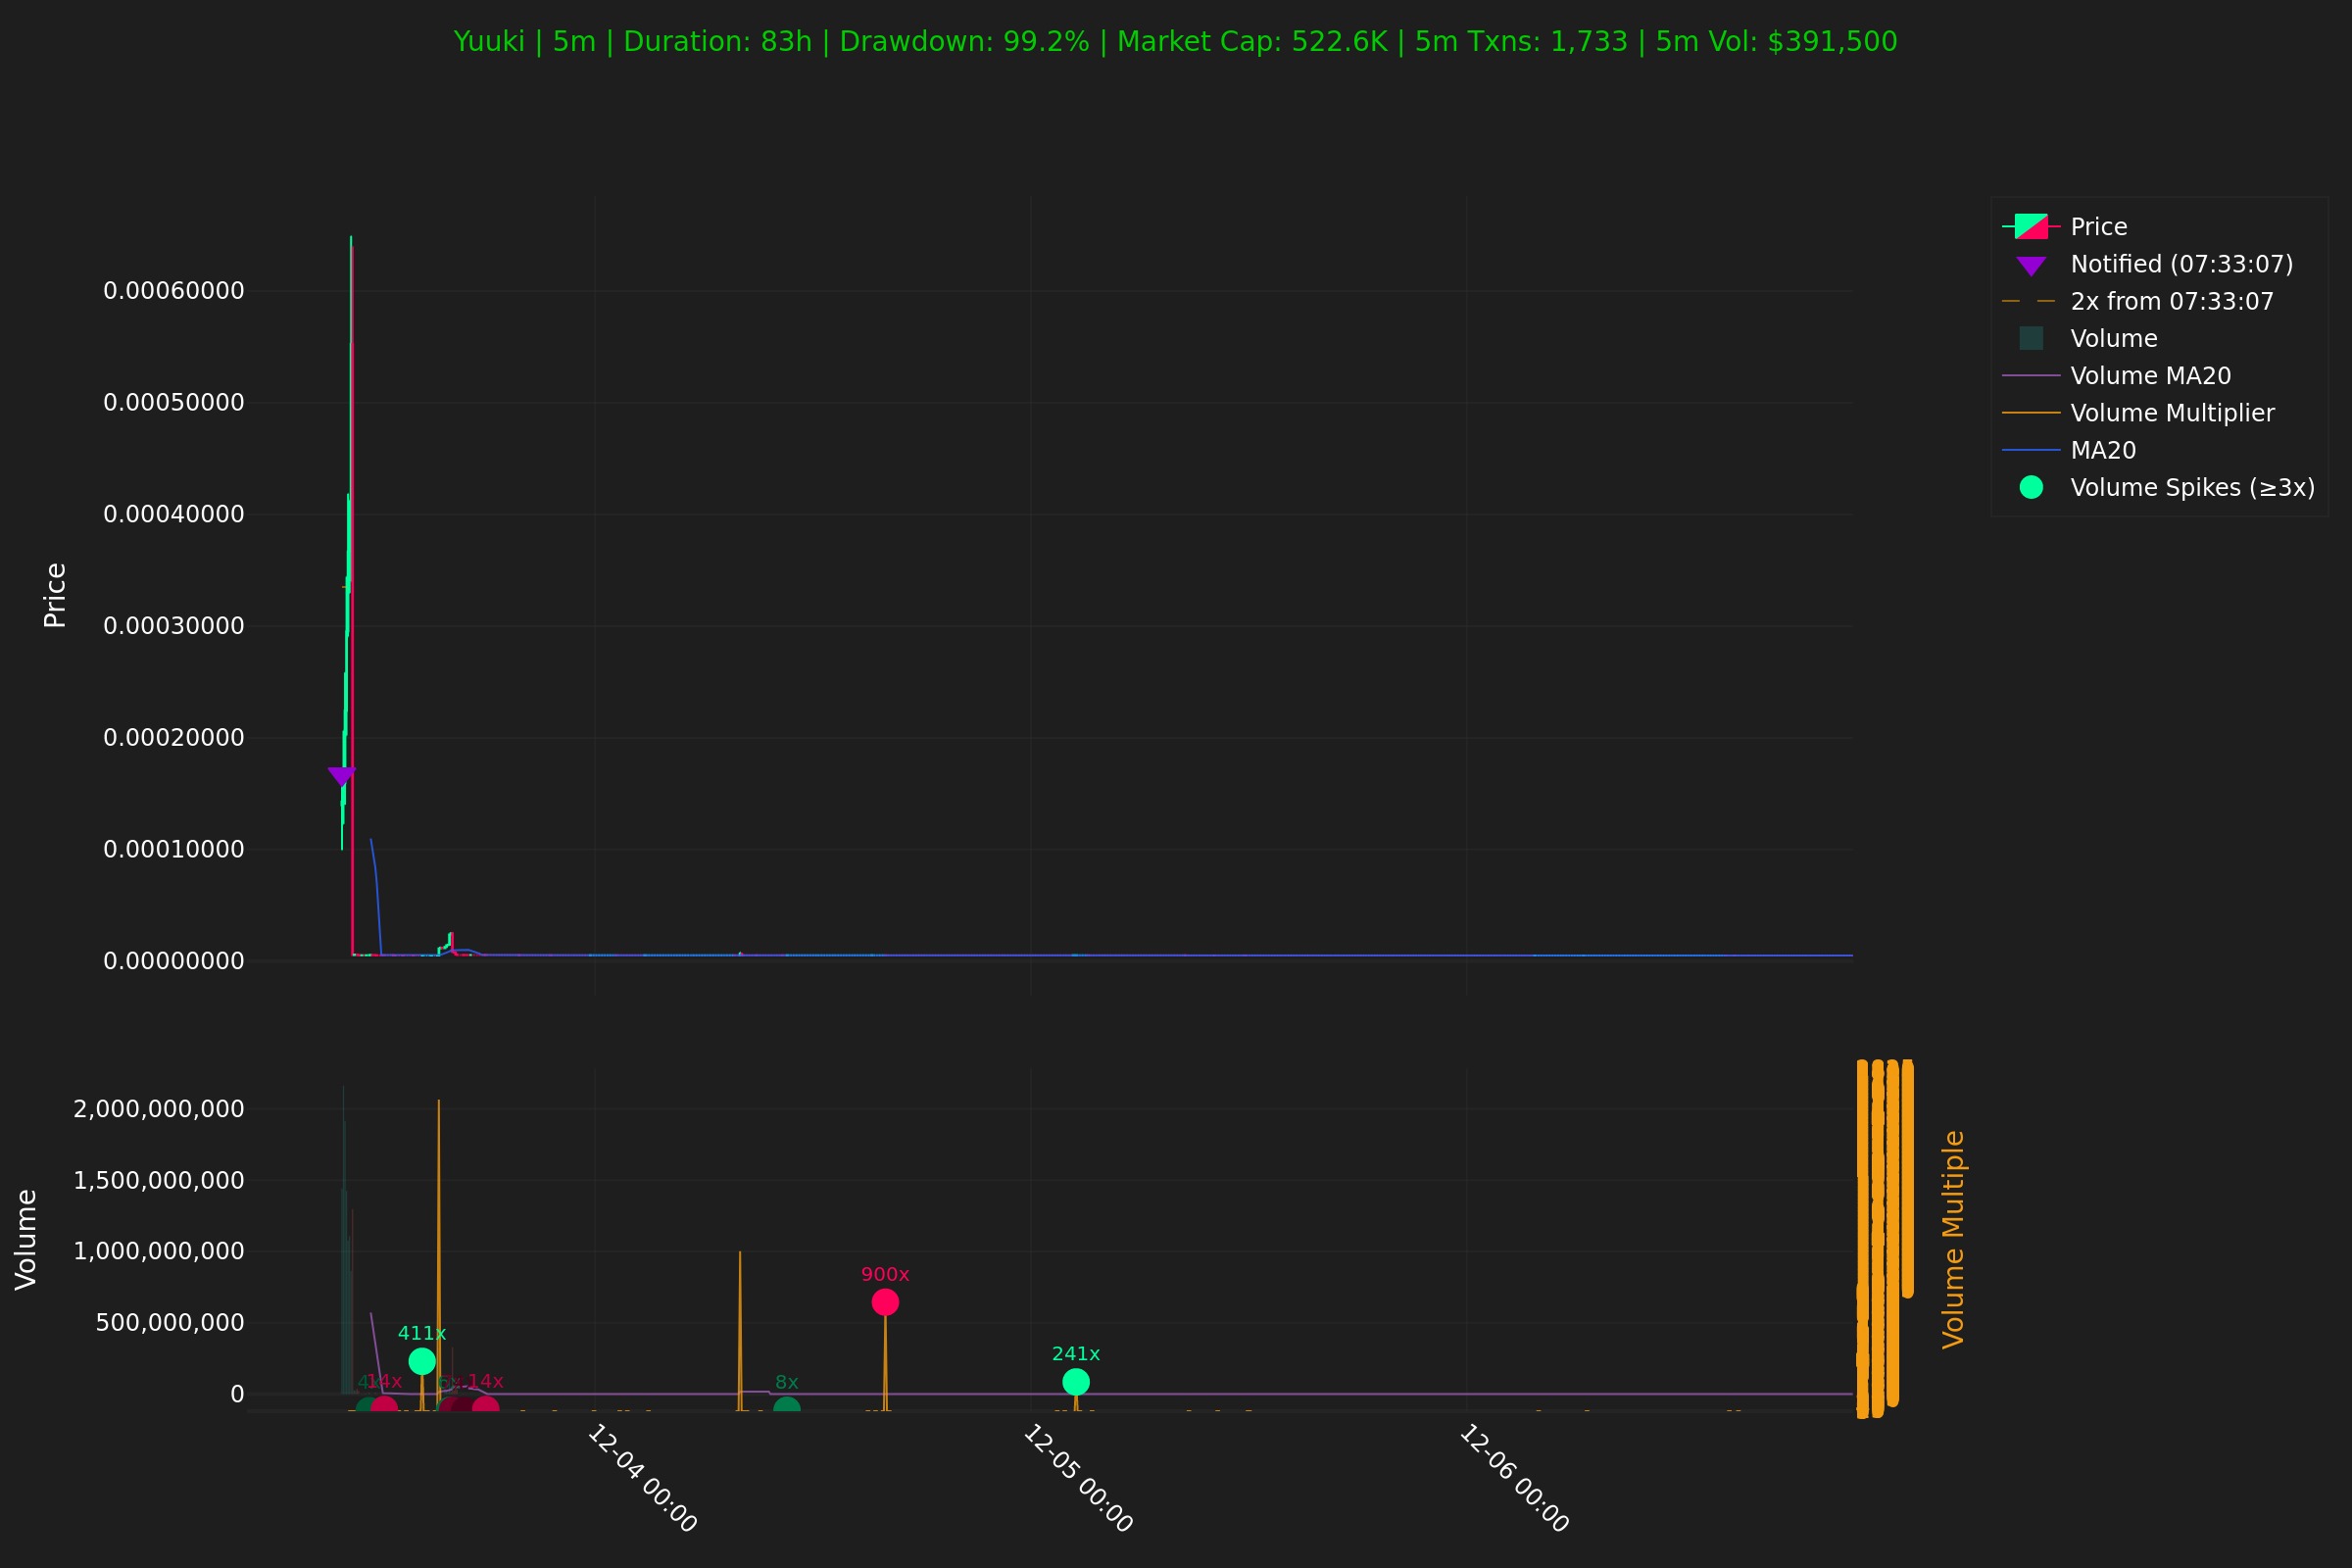 Yuuki | 5m | Duration: 83h | Drawdown: 99.2% | Market Cap: 522.6K | 5m Txns: 1,733 | 5m Vol: $391,500
Price
0.00060000
0.00050000
0.00040000
0.00030000
0.00020000
0.00010000
0.00000000
Price
Notified (07:33:07)
2x from 07:33:07
Volume
Volume MA20
Volume Multiplier
MA20
Volume Spikes (≥3x)
Volume
2,000,000,000
1,500,000,000
1,000,000,000
500,000,000
0
14x
411x
14x
8x
900x
241x
Volume Multiple
12-04 00:00
12-05 00:00
12-06 00:00